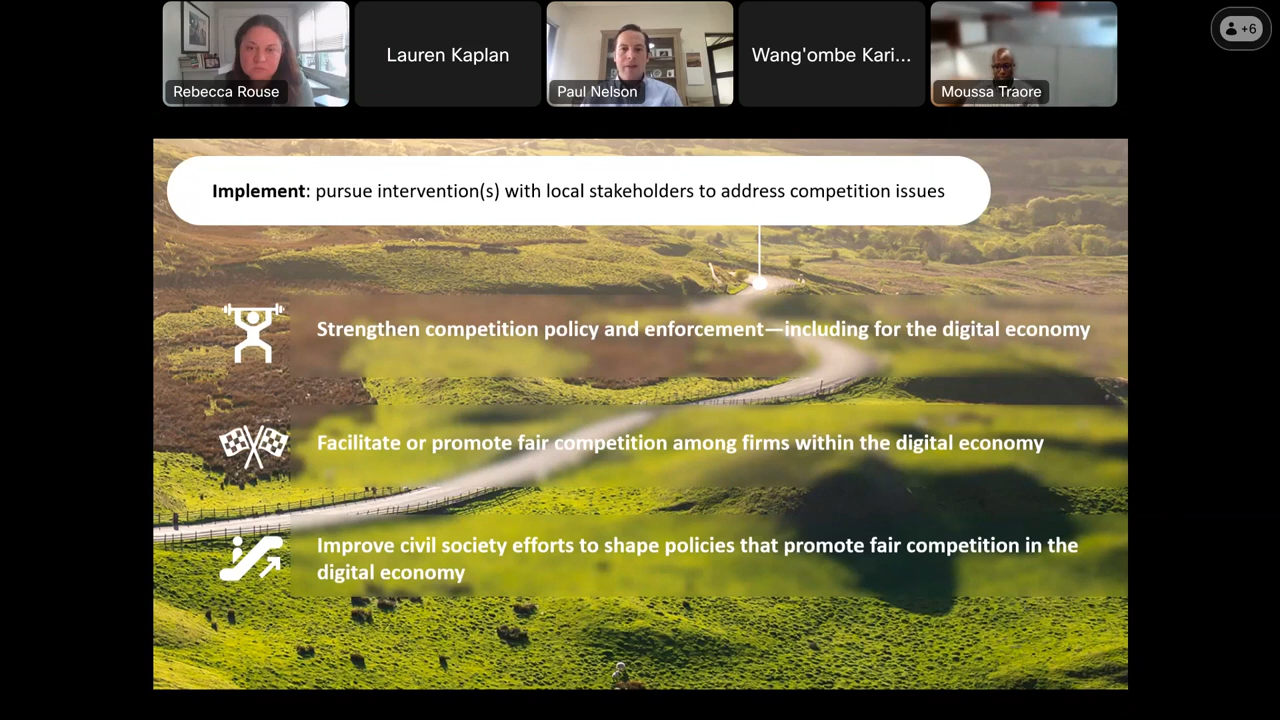 Rebecca Rouse
Lauren Kaplan
Paul Nelson
Wang'ombe Kari...
Moussa Traore
+6
Implement: pursue intervention(s) with local stakeholders to address competition issues
Strengthen competition policy and enforcement—including for the digital economy
Facilitate or promote fair competition among firms within the digital economy
Improve civil society efforts to shape policies that promote fair competition in the
digital economy